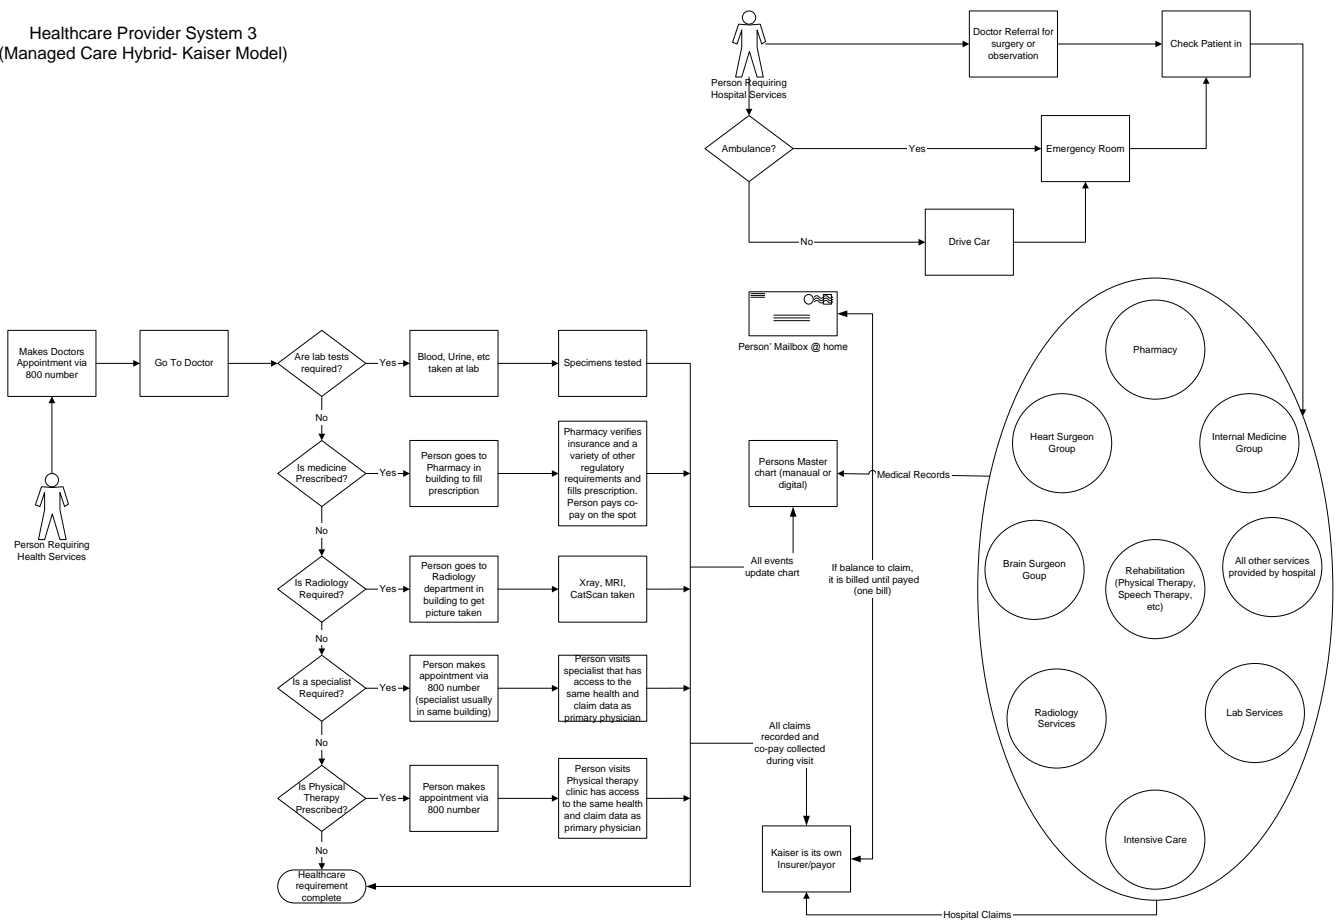 Healthcare Provider System 3
(Managed Care Hybrid- Kaiser Model)
Person Requiring
Hospital Services
Doctor Referral for
surgery or
observation
Check Patient in
Ambulance?
Yes
Emergency Room
No
Drive Car
Person' Mailbox @ home
Makes Doctors
Appointment via
800 number
Go To Doctor
Are lab tests
required?
Yes
Blood, Urine, etc
taken at lab
Specimens tested
No
Person Requiring
Health Services
Is medicine
Prescribed?
Yes
Person goes to
Pharmacy in
building to fill
prescription
Pharmacy verifies
insurance and a
variety of other
regulatory
requirements and
fills prescription.
Person pays co-
pay on the spot
No
Is Radiology
Required?
Yes
Person goes to
Radiology
department in
building to get
picture taken
Xray, MRI,
CatScan taken
No
Is a specialist
Required?
Yes
Person makes
appointment via
800 number
(specialist usually
in same building)
Person visits
specialist that has
access to the
same health and
claim data as
primary physician
No
Is Physical
Therapy
Prescribed?
Yes
Person makes
appointment via
800 number
Person visits
Physical therapy
clinic has access
to the same health
and claim data as
primary physician
No
Healthcare
requirement
complete
Persons Master
chart (manaual or
digital)
Medical Records
All events
update chart
If balance to claim,
it is billed until payed
(one bill)
All claims
recorded and
co-pay collected
during visit
Kaiser is its own
Insurer/payor
Hospital Claims
Pharmacy
Heart Surgeon
Group
Internal Medicine
Group
Brain Surgeon
Goup
Rehabilitation
(Physical Therapy,
Speech Therapy,
etc)
All other services
provided by hospital
Radiology
Services
Lab Services
Intensive Care